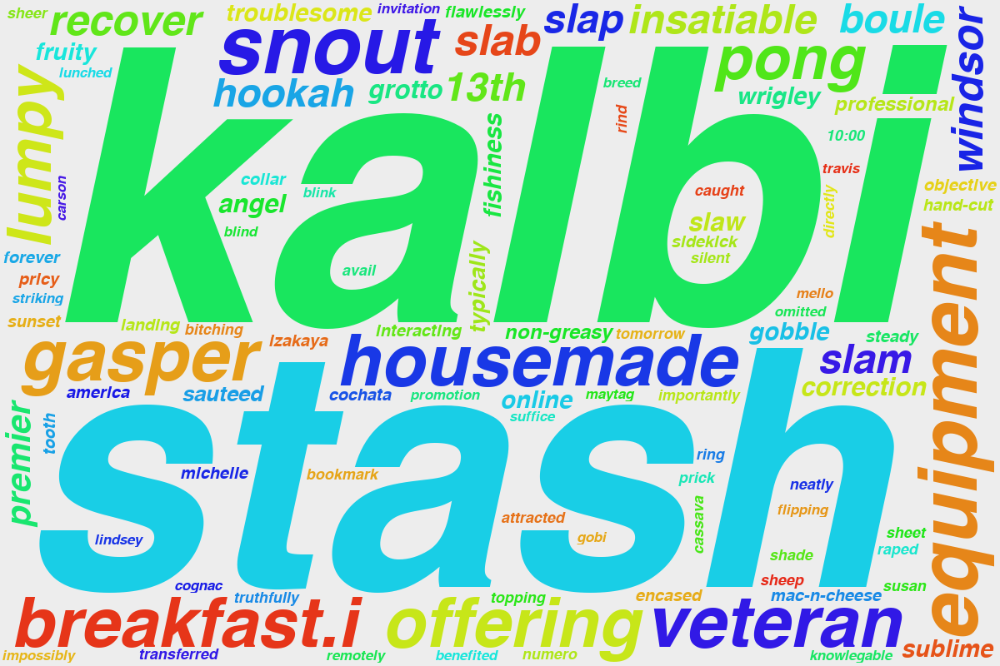 sheer
recover
troublesome
invitation
flawlessly
slap
insatiable
boule
windsor
fruity
lunched
snout
slab
pong
hookah
grotto
13th
breed
wrigley
professional
lumpy
kalbi
rind
fishiness
10:00
carson
collar
blink
angel
blind
travis
caught
directly
objective
hand-cut
slaw
sidekick
silent
forever
pricy
striking
avail
typically
equipment
mello
omitted
sunset
landing
bitching
izakaya
interacting
non-greasy
tomorrow
gobble
steady
gasper
housemade
slam
america
sauteed
cochata
promotion
online
maytag
importantly
correction
suffice
premier
tooth
stash
michelle
bookmark
ring
prick
neatly
cassava
flipping
attracted
lindsey
gobi
sheet
raped
shade
sheep
cognac
susan
truthfully
topping
encased
mac-n-cheese
breakfast.i
offering
veteran
sublime
impossibly
transferred
remotely
benefited
numero
knowlegable